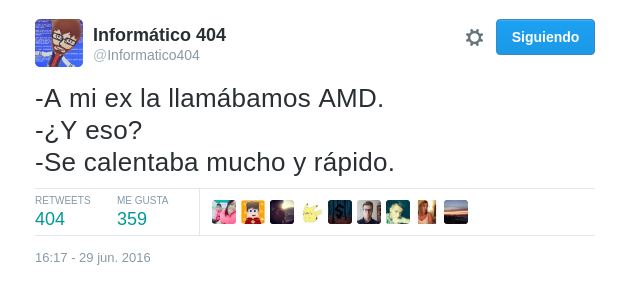 Informático 404
@Informatico404
Siguiendo
-A mi ex la llamábamos AMD.
-¿Y eso?
-Se calentaba mucho y rápido.
RETWEETS
404
ME GUSTA
359
16:17 - 29 jun. 2016